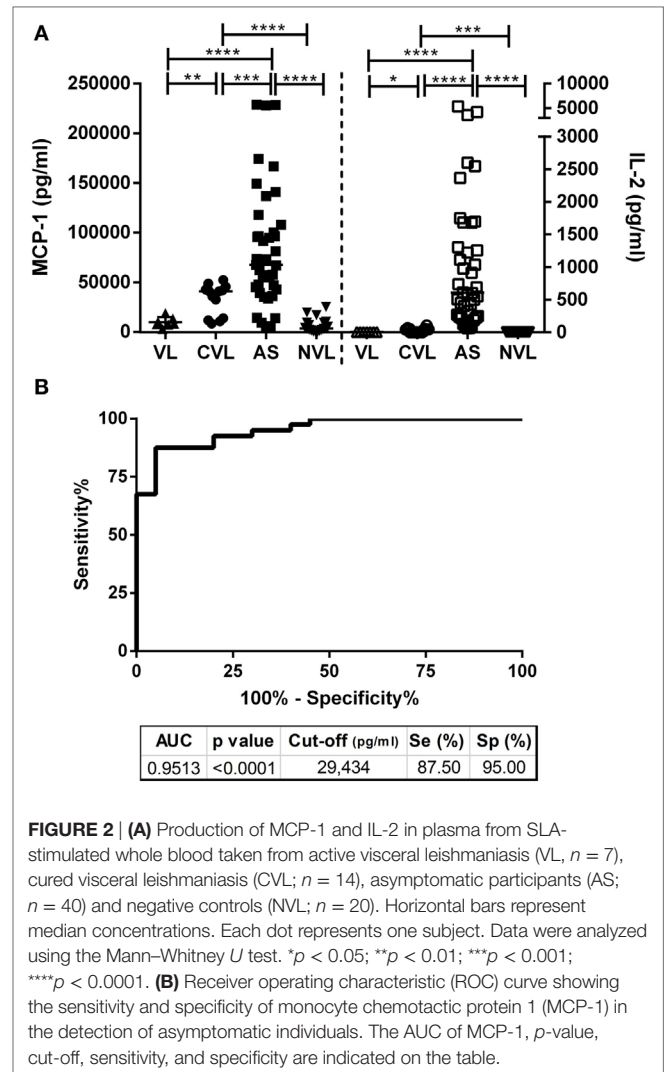 A
**** ***
**** ****
** *** **** * **** ****
250000
200000
150000
100000
50000
0
MCP-1 (pg/ml)
10000
5000
3000
2000
1000
500
0
IL-2 (pg/ml)
VL CVL AS NVL VL CVL AS NVL
B
100
75
50
25
0
Sensitivity%
0 25 50 75 100
100% - Specificity%
AUC p value Cut-off (pg/ml) Se (%) Sp (%)
0.9513 <0.0001 29,434 87.50 95.00
FIGURE 2 | (A) Production of MCP-1 and IL-2 in plasma from SLA-
stimulated whole blood taken from active visceral leishmaniasis (VL, n = 7),
cured visceral leishmaniasis (CVL; n = 14), asymptomatic participants (AS;
n = 40) and negative controls (NVL; n = 20). Horizontal bars represent
median concentrations. Each dot represents one subject. Data were analyzed
using the Mann–Whitney U test. *p < 0.05; **p < 0.01; ***p < 0.001;
****p < 0.0001. (B) Receiver operating characteristic (ROC) curve showing
the sensitivity and specificity of monocyte chemotactic protein 1 (MCP-1) in
the detection of asymptomatic individuals. The AUC of MCP-1, p-value,
cut-off, sensitivity, and specificity are indicated on the table.